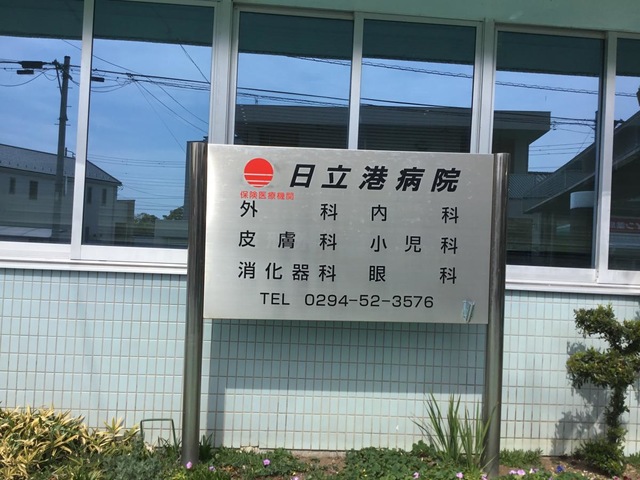 日立港病院
保険医療機関
外科 内科
皮膚科 小児科
消化器科 眼科
TEL 0294-52-3576